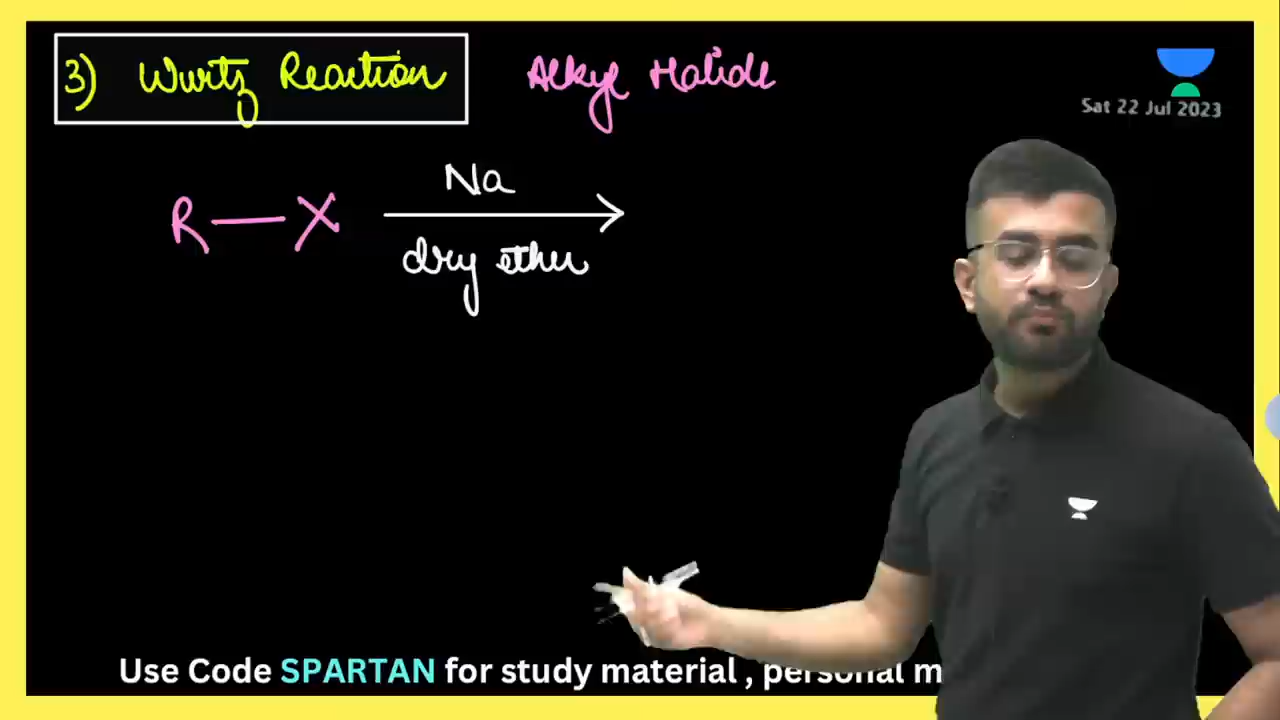 3) Wurtz Reaction Alkyl Halide
Sat 22 Jul 2023
Na
R — X
dry ether
Use Code SPARTAN for study material , personal m